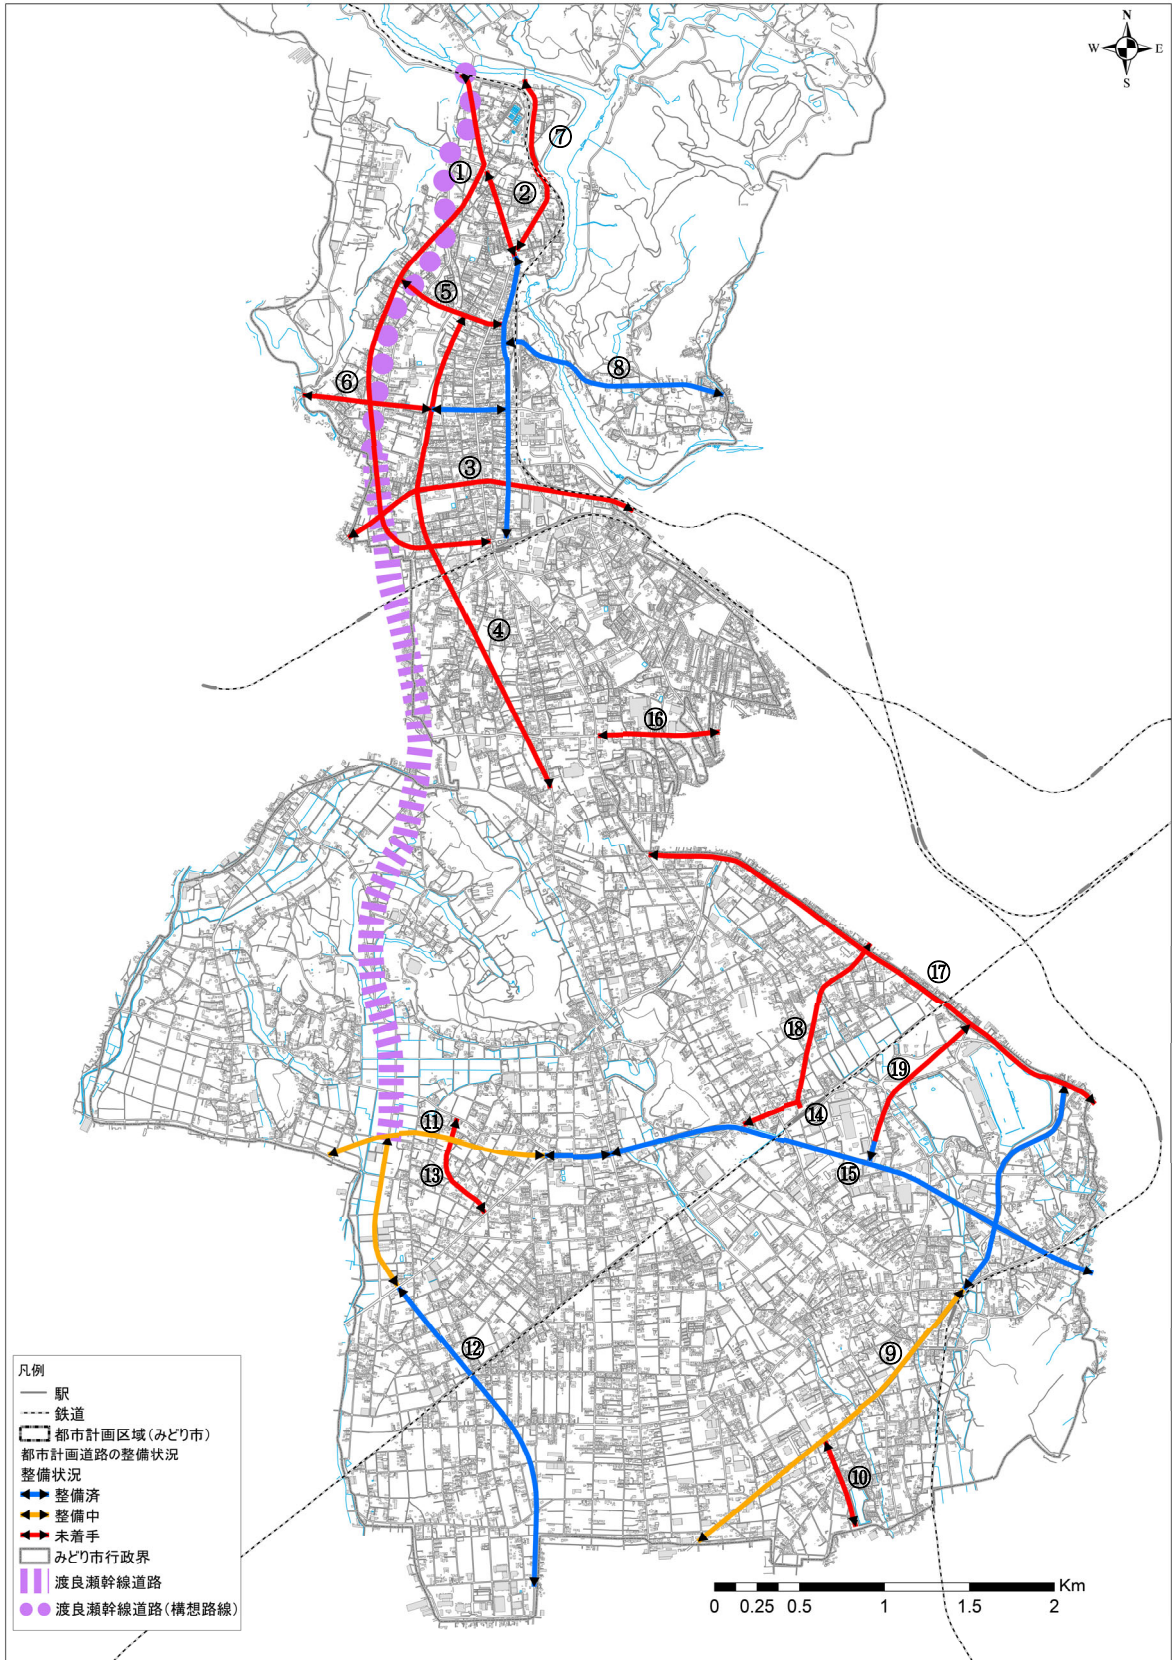 N
W E
S
⑦
①
②
⑤
⑧
⑥
③
④
⑯
⑰
⑱
⑲
⑭
⑪
⑬
⑮
⑫
⑨
⑩
凡例
駅
鉄道
都市計画区域(みどり市)
都市計画道路の整備状況
整備状況
整備済
整備中
未着手
みどり市行政界
渡良瀬幹線道路
渡良瀬幹線道路(構想路線)
Km
0 0.25 0.5 1 1.5 2